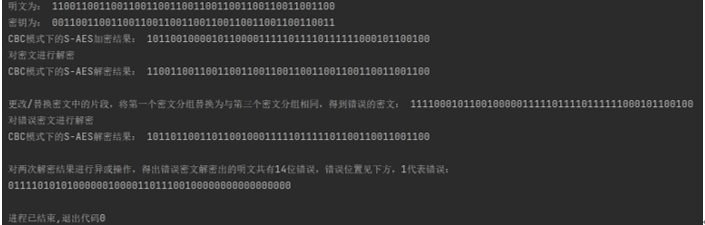 明文为: 110011001100110011001100110011001100110011001100
密钥为: 001100110011001100110011001100110011001100110011
CBC模式下的S-AES加密结果: 101100100001011000011111011110111111000101100100
对密文进行解密
CBC模式下的S-AES解密结果: 110011001100110011001100110011001100110011001100
更改/替换密文中的片段，将第一个密文分组替换为与第三个密文分组相同，得到错误的密文: 111100010110010000011111011110111111000101100100
对错误密文进行解密
CBC模式下的S-AES解密结果: 101101100110110010001111101111101100110011001100
对两次解密结果进行异或操作，得出错误密文解密出的明文共有14位错误，错误位置见下方，1代表错误:
011110101010000001000011011100100000000000000000
进程已结束,退出代码0